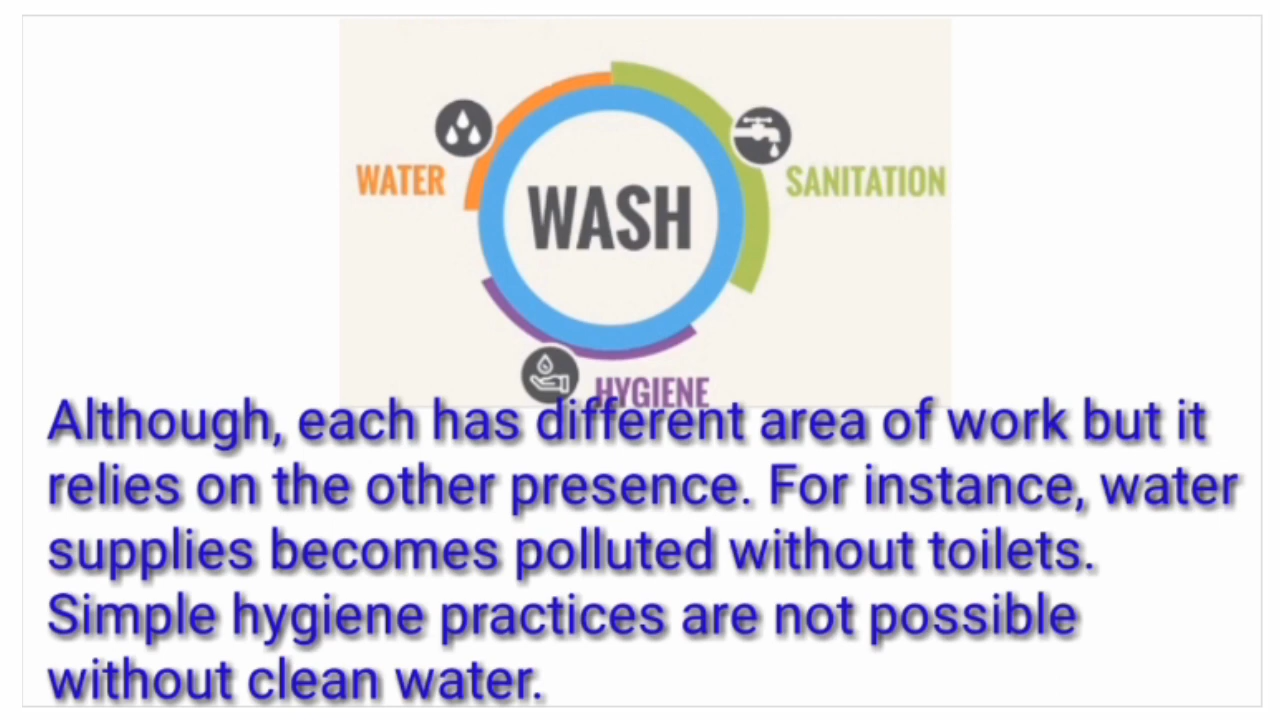 WATER
SANITATION
WASH
HYGIENE
Although, each has different area of work but it
relies on the other presence. For instance, water
supplies becomes polluted without toilets.
Simple hygiene practices are not possible
without clean water.